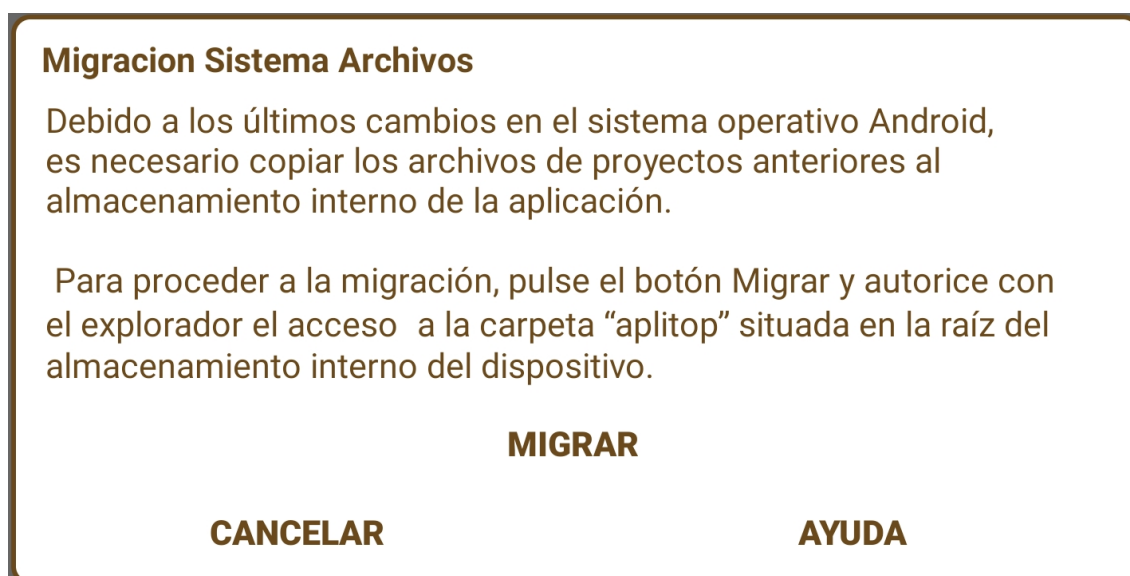 Migracion Sistema Archivos
Debido a los últimos cambios en el sistema operativo Android,
es necesario copiar los archivos de proyectos anteriores al
almacenamiento interno de la aplicación.
Para proceder a la migración, pulse el botón Migrar y autorice con
el explorador el acceso  a la carpeta “aplitop” situada en la raíz del
almacenamiento interno del dispositivo.
MIGRAR
CANCELAR
AYUDA